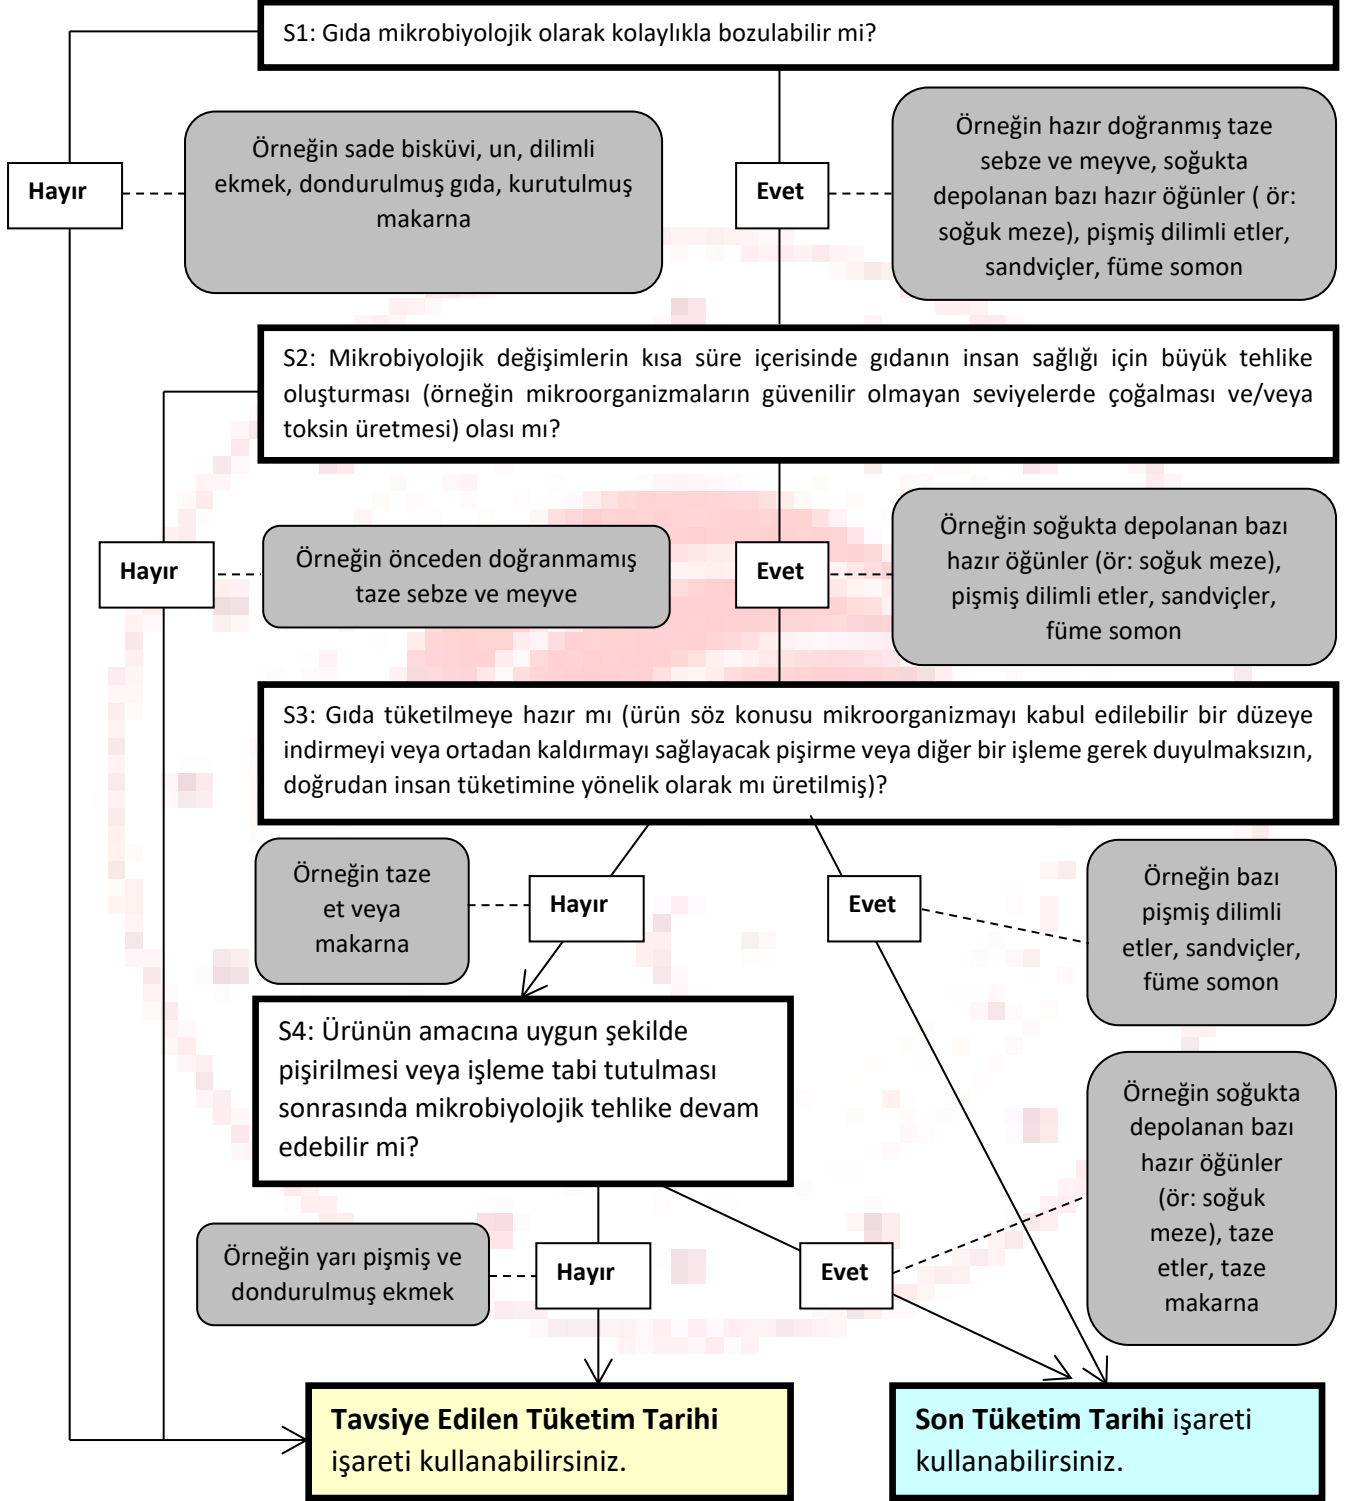 S1: Gıda mikrobiyolojik olarak kolaylıkla bozulabilir mi?
Hayır
Örneğin sade bisküvi, un, dilimli
ekmek, dondurulmuş gıda, kurutulmuş
makarna
Evet
Örneğin hazır doğranmış taze
sebze ve meyve, soğukta
depolanan bazı hazır öğünler ( ör:
soğuk meze), pişmiş dilimli etler,
sandviçler, füme somon
S2: Mikrobiyolojik değişimlerin kısa süre içerisinde gıdanın insan sağlığı için büyük tehlike
oluşturması (örneğin mikroorganizmaların güvenilir olmayan seviyelerde çoğalması ve/veya
toksin üretmesi) olası mı?
Hayır
Örneğin önceden doğranmamış
taze sebze ve meyve
Evet
Örneğin soğukta depolanan bazı
hazır öğünler (ör: soğuk meze),
pişmiş dilimli etler, sandviçler,
füme somon
S3: Gıda tüketilmeye hazır mı (ürün söz konusu mikroorganizmayı kabul edilebilir bir düzeye
indirmeyi veya ortadan kaldırmayı sağlayacak pişirme veya diğer bir işleme gerek duyulmaksızın,
doğrudan insan tüketimine yönelik olarak mı üretilmiş)?
Örneğin taze
et veya
makarna
Hayır
Evet
Örneğin bazı
pişmiş dilimli
etler, sandviçler,
füme somon
S4: Ürünün amacına uygun şekilde
pişirilmesi veya işleme tabi tutulması
sonrasında mikrobiyolojik tehlike devam
edebilir mi?
Örneğin soğukta
depolanan bazı
hazır öğünler
(ör: soğuk
meze), taze
etler, taze
makarna
Örneğin yarı pişmiş ve
dondurulmuş ekmek
Hayır
Evet
Tavsiye Edilen Tüketim Tarihi
işareti kullanabilirsiniz.
Son Tüketim Tarihi işareti
kullanabilirsiniz.